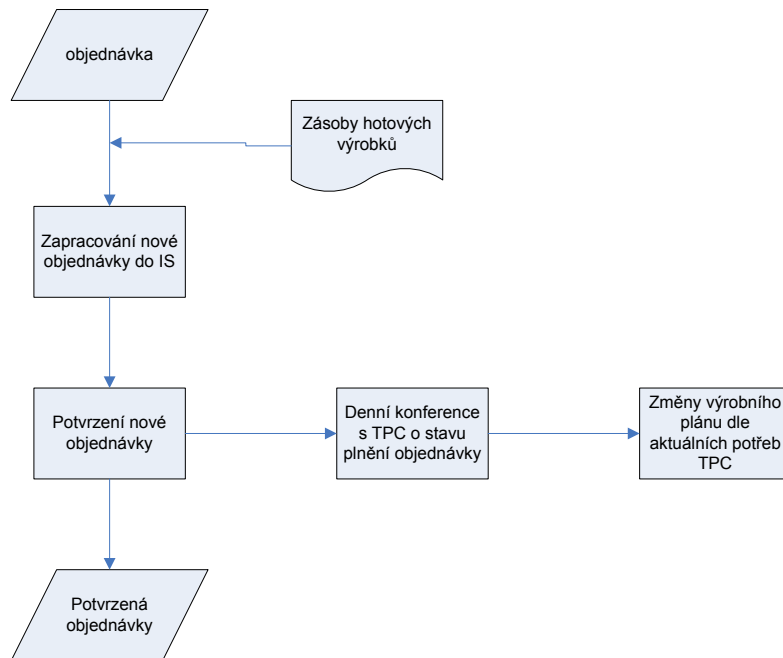 objednávka
Zásoby hotových
výrobků
Zapracování nové
objednávky do IS
Potvrzení nové
objednávky
Denní konference
s TPC o stavu
plnění objednávky
Změny výrobního
plánu dle
aktuálních potřeb
TPC
Potvrzená
objednávky